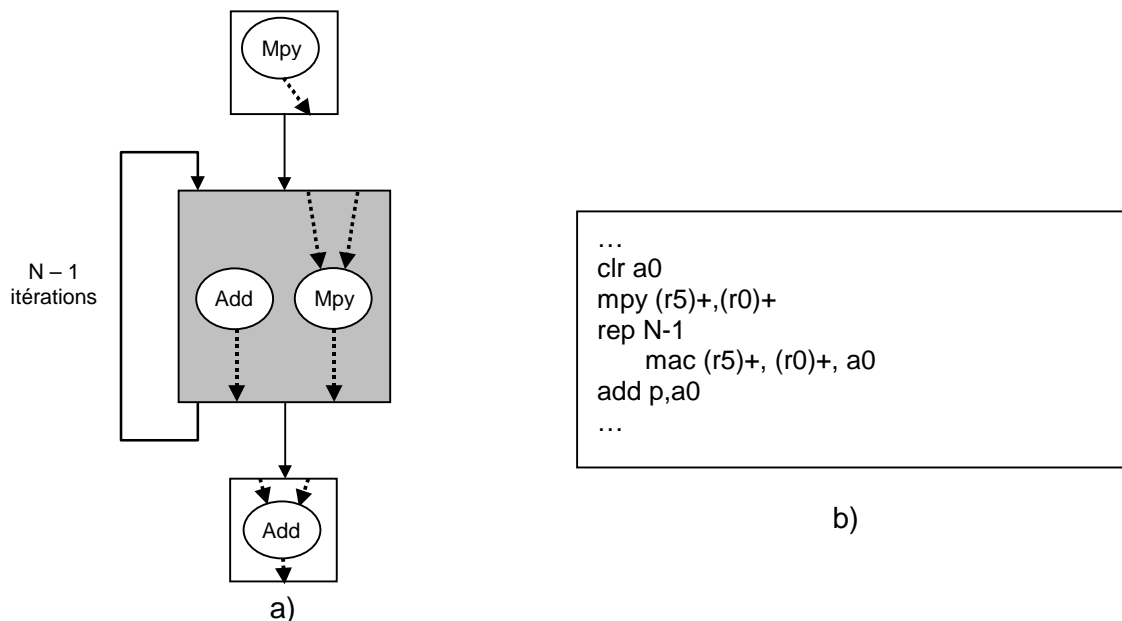 Mpy
N – 1
itérations
Add
Mpy
Add
a)
…
clr a0
mpy (r5)+,(r0)+
rep N-1
mac (r5)+, (r0)+, a0
add p,a0
…
b)